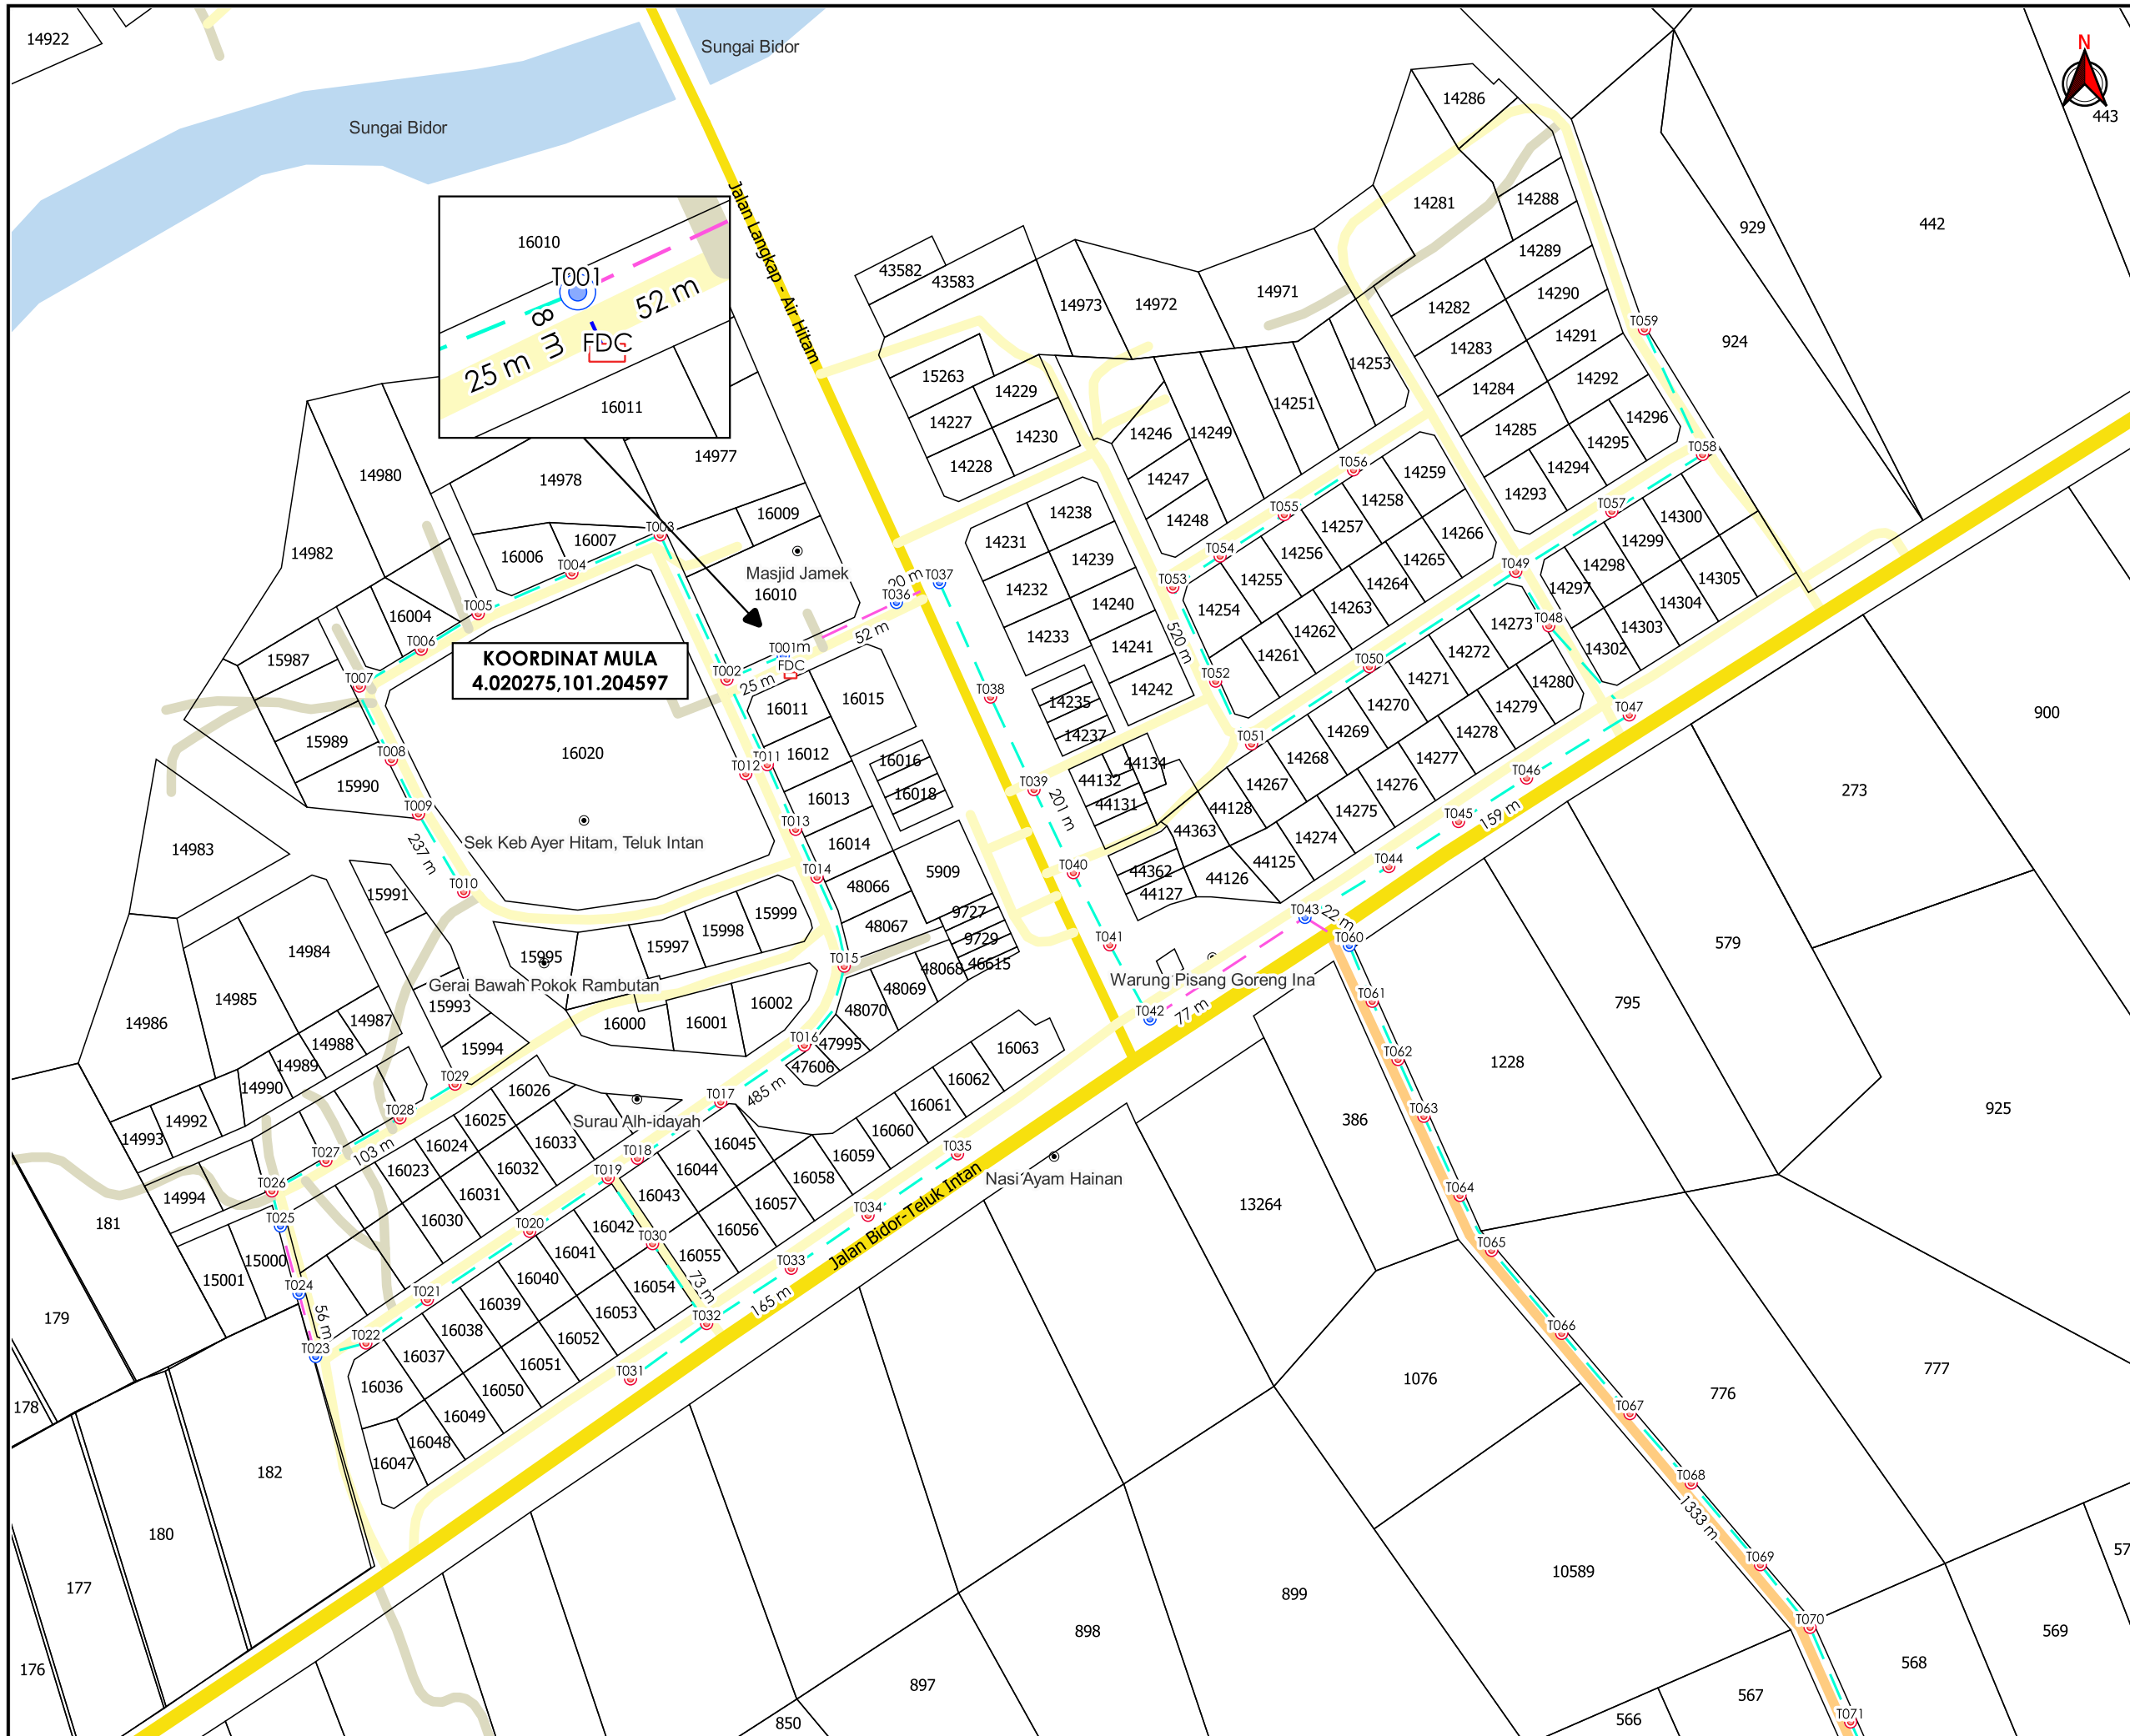 14922
Sungai Bidor
N
443
Sungai Bidor
14286
14281
14288
929
442
Jalan Langkap - Air Hitam
16010
T001
52 m
8 m
FDC
25 m
16011
43582
43583
14973
14972
14971
14289
14282
14290
14283
14291
T059
924
14284
14292
14253
15263
14229
14227
14230
14228
14251
14246
14249
14247
14248
14285
14296
14295
14294
14293
T058
14980
14978
14977
16009
T003
16007
16006
T004
14982
Masjid Jamek
16010
T005
16004
T006
15987
T007
KOORDINAT MULA
4.020275,101.204597
T001
FDC
25 m
T002
52 m
T036
20 m
T037
T038
14238
14231
14239
14232
14240
14233
14241
14242
14235
14237
T056
T055
T054
T053
14259
14258
14257
14256
14255
14254
14266
14265
14264
14263
14262
14261
520 m
T052
T051
T050
T049
T057
14300
14299
14298
14297
14305
14304
14303
14302
T048
T047
14273
14272
14271
14270
14269
14268
14267
14280
14279
14278
14277
14276
14275
14274
T046
T045
159 m
T044
900
273
15989
T008
15990
T009
237 m
T010
16020
Sek Keb Ayer Hitam, Teluk Intan
16011
16015
T011
T012
16012
16016
16018
16013
T013
16014
T014
48066
5909
48067
9727
9729
46615
48068
48069
48070
T015
T039
201 m
T040
T041
T042
44134
44132
44131
44128
44363
44362
44127
44126
44125
T043
22 m
T060
Warung Pisang Goreng Ina
77 m
14983
14984
14985
14986
14987
14988
14989
14990
14992
14993
14994
15991
15993
15994
15995
15997
15998
15999
Gerai Bawah Pokok Rambutan
16000
16001
16002
T016
47995
47606
T017
485 m
Surau Alh-idayah
T018
T019
T029
T028
T027
103 m
T026
T025
T024
56 m
T023
T022
T021
T020
15000
15001
16026
16025
16024
16023
16033
16032
16031
16030
16045
16044
16043
16042
16041
16040
16039
16038
16037
16036
16063
16062
16061
16060
16059
16058
16057
16056
16055
16054
16053
16052
16051
16050
16049
16048
16047
T030
73 m
T031
T032
165 m
T033
T034
T035
Jalan Bidor-Teluk Intan
Nasi Ayam Hainan
T061
T062
T063
T064
T065
T066
T067
T068
1333 m
T069
T070
T071
579
795
1228
925
386
13264
1076
776
777
10589
899
898
897
850
566
567
568
569
57
181
179
178
182
180
177
176